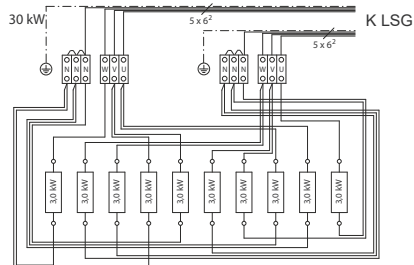 30 kW
5 x 6²
K LSG
5 x 6²
N N N W V U
N N N W V U
3,0 kW 3,0 kW 3,0 kW 3,0 kW 3,0 kW 3,0 kW 3,0 kW 3,0 kW 3,0 kW 3,0 kW